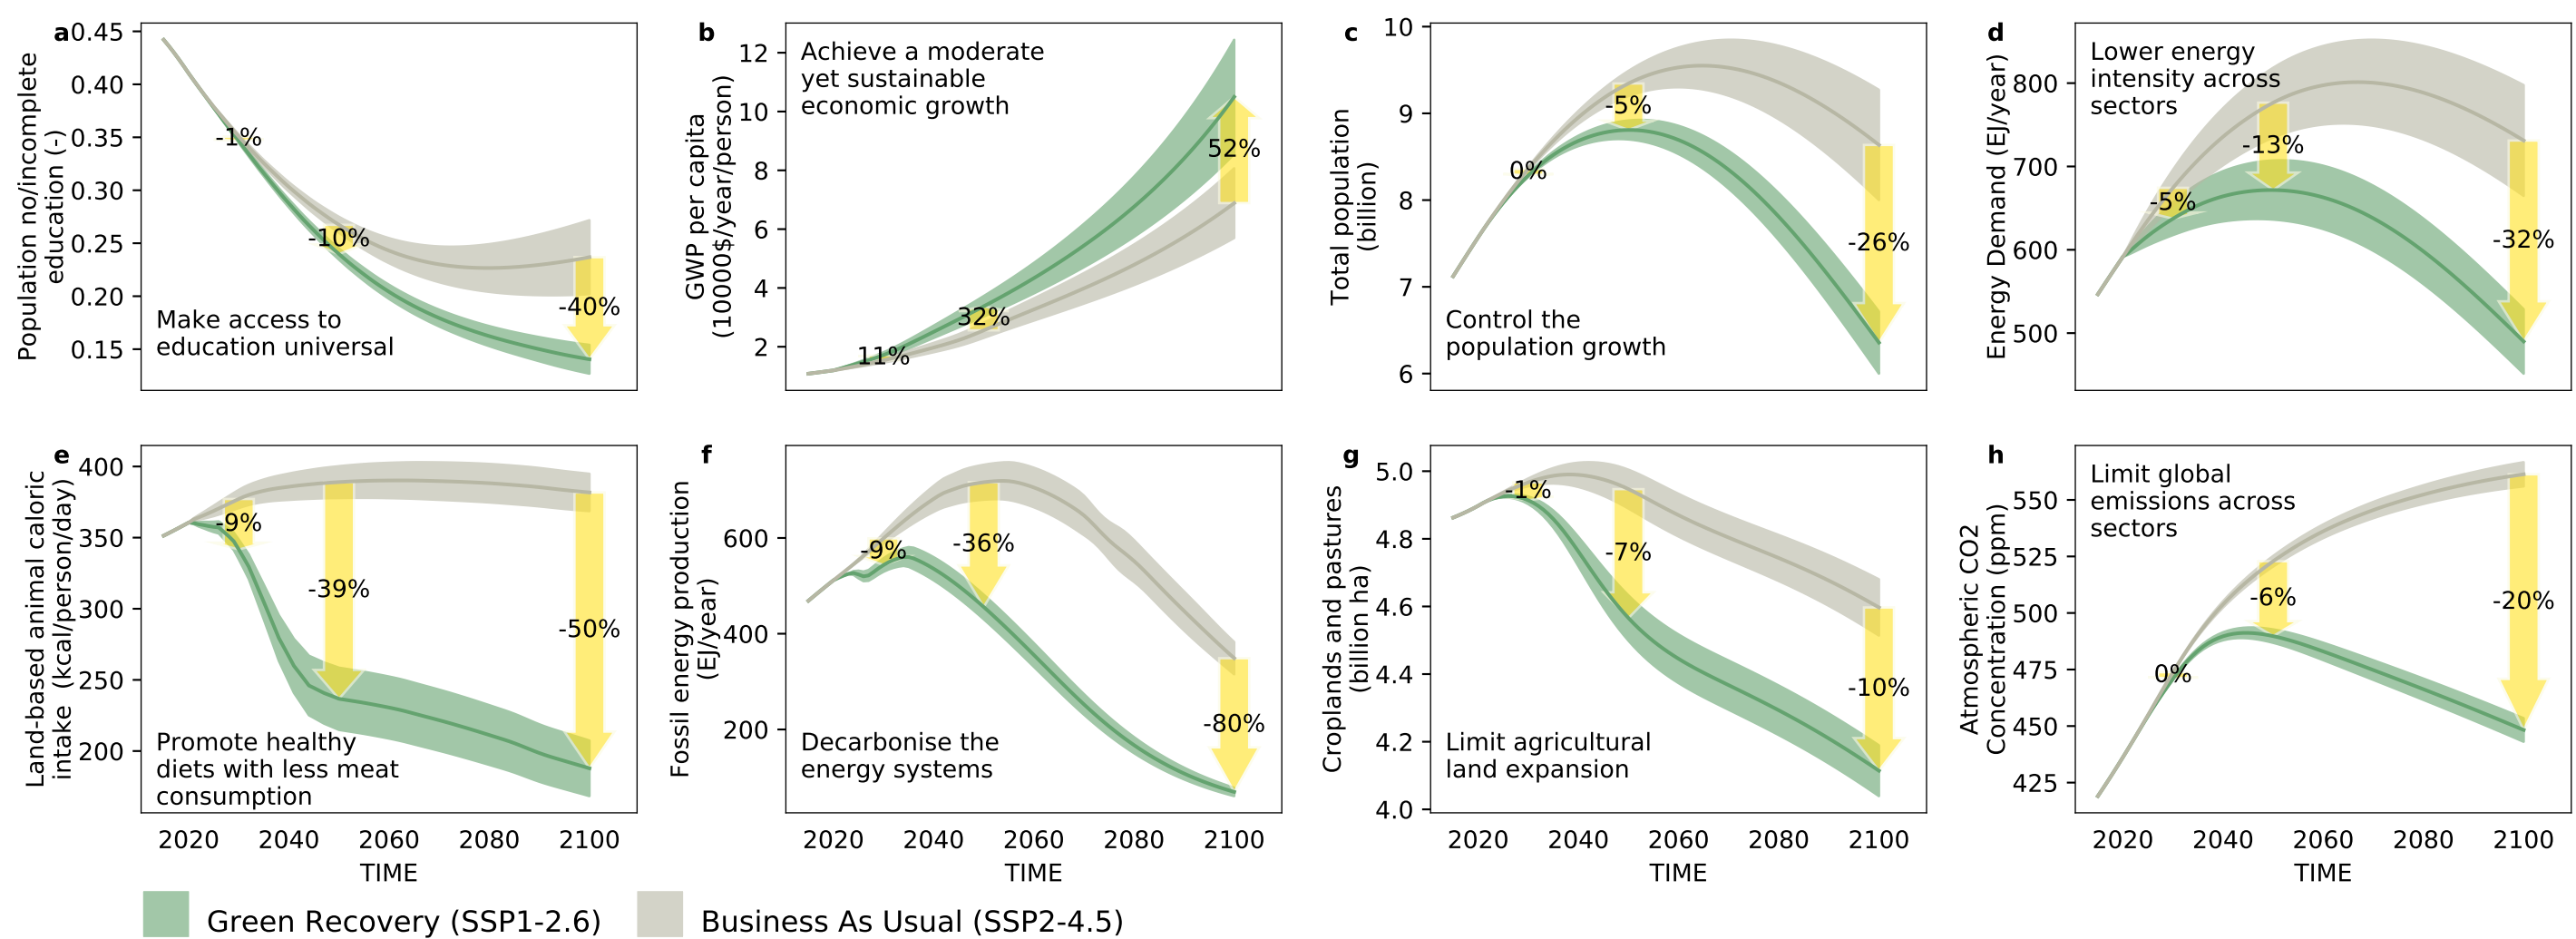 a
Population no/incomplete
education (-)
0.45
0.40
0.35
0.30
0.25
0.20
0.15
-1%
-10%
-40%
Make access to
education universal
b
GWP per capita
(10000$/year/person)
12
10
8
6
4
2
Achieve a moderate
yet sustainable
economic growth
11%
32%
52%
c
Total population
(billion)
10
9
8
7
6
0%
-5%
-26%
Control the
population growth
d
Energy Demand (EJ/year)
800
700
600
500
Lower energy
intensity across
sectors
-5%
-13%
-32%
e
Land-based animal caloric
intake (kcal/person/day)
400
350
300
250
200
-9%
-39%
-50%
Promote healthy
diets with less meat
consumption
2020 2040 2060 2080 2100
TIME
f
Fossil energy production
(EJ/year)
600
400
200
-9%
-36%
-80%
Decarbonise the
energy systems
2020 2040 2060 2080 2100
TIME
g
Croplands and pastures
(billion ha)
5.0
4.8
4.6
4.4
4.2
4.0
-1%
-7%
-10%
Limit agricultural
land expansion
2020 2040 2060 2080 2100
TIME
h
Atmospheric CO2
Concentration (ppm)
550
525
500
475
450
425
Limit global
emissions across
sectors
0%
-6%
-20%
2020 2040 2060 2080 2100
TIME
Green Recovery (SSP1-2.6)
Business As Usual (SSP2-4.5)